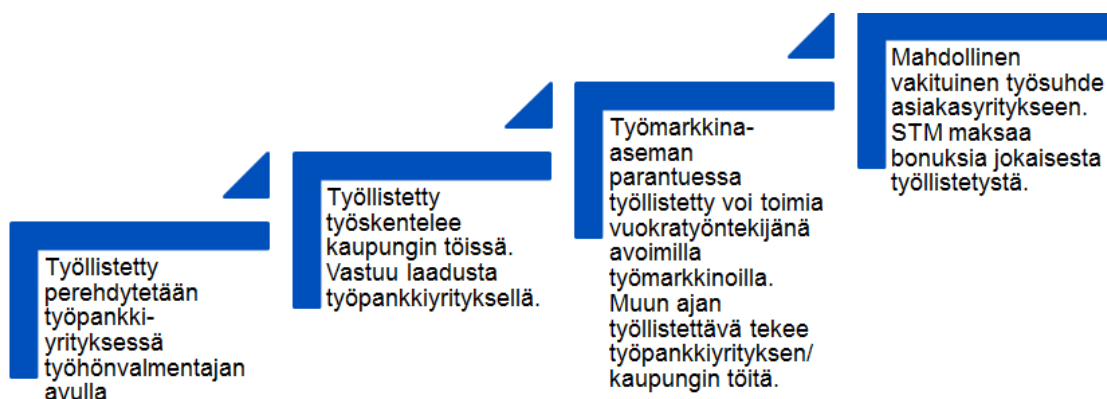 Työllistetty
perehdytetään
työpankki-
yrityksessä
työhönvalmentajan
avulla
Työllistetty
työskentelee
kaupungin töissä.
Vastuu laadusta
työpankkiyrityksellä.
Työmarkkina-
aseman
parantuessa
työllistetty voi toimia
vuokratyöntekijänä
avoimilla
työmarkkinoilla.
Muun ajan
työllistettävä tekee
työpankkiyrityksen/
kaupungin töitä.
Mahdollinen
vakituinen työsuhde
asiakasyritykseen.
STM maksaa
bonuksia jokaisesta
työllistetystä.